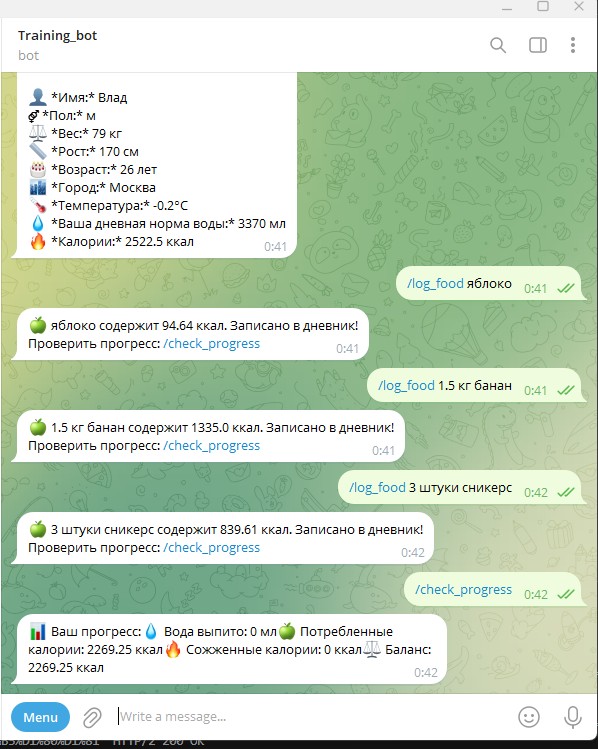 Training_bot
bot
👤 *Имя:* Влад
⚥ *Пол:* м
⚖️ *Вес:* 79 кг
📏 *Рост:* 170 см
🎂 *Возраст:* 26 лет
🏙️ *Город:* Москва
🌡️ *Температура:* -0.2°C
💧 *Ваша дневная норма воды:* 3370 мл
🔥 *Калории:* 2522.5 ккал
0:41
/log_food яблоко 0:41
🍏 яблоко содержит 94.64 ккал. Записано в дневник!
Проверить прогресс: /check_progress
0:41
/log_food 1.5 кг банан 0:41
🍏 1.5 кг банан содержит 1335.0 ккал. Записано в дневник!
Проверить прогресс: /check_progress
0:41
/log_food 3 штуки сникерс 0:42
🍏 3 штуки сникерс содержит 839.61 ккал. Записано в дневник!
Проверить прогресс: /check_progress
0:42
/check_progress 0:42
📊 Ваш прогресс:💧 Вода выпито: 0 мл🍏 Потребленные
калории: 2269.25 ккал🔥 Сожженные калории: 0 ккал⚖️ Баланс:
2269.25 ккал
0:42
Menu
Write a message...
HTTP/2 200 OK